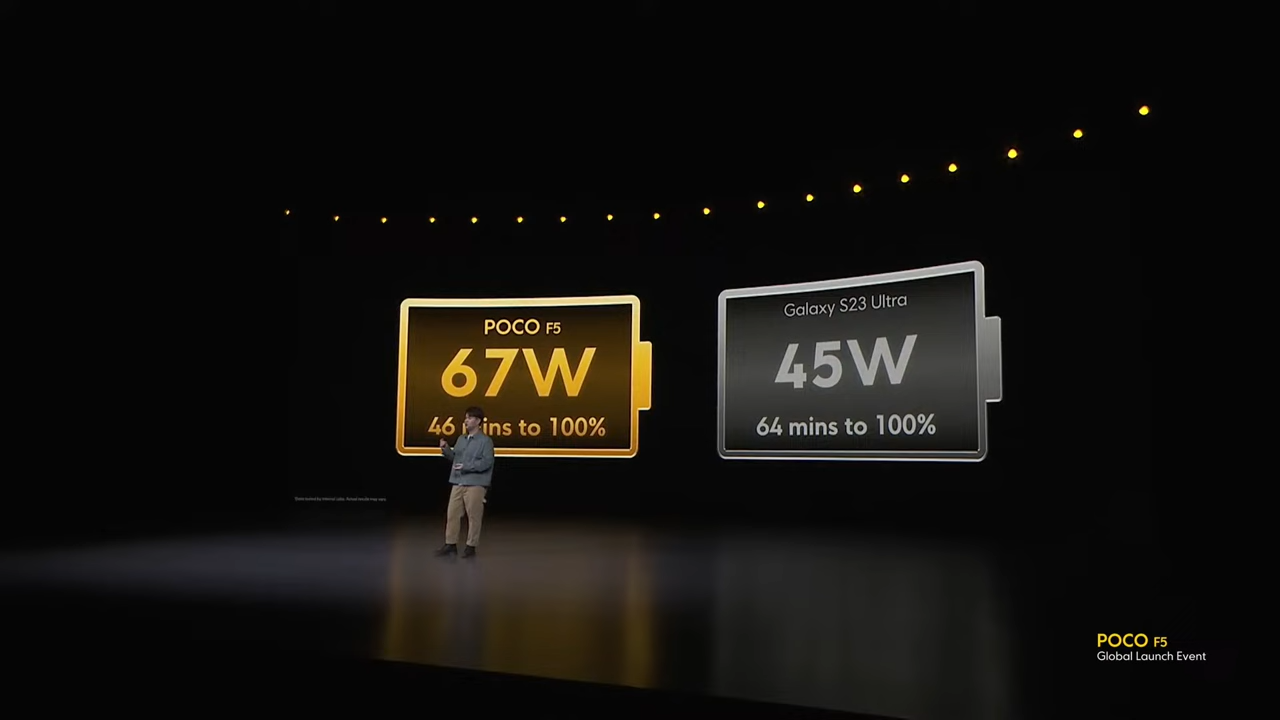 POCO F5
67W
46 mins to 100%
Galaxy S23 Ultra
45W
64 mins to 100%
POCO F5
Global Launch Event